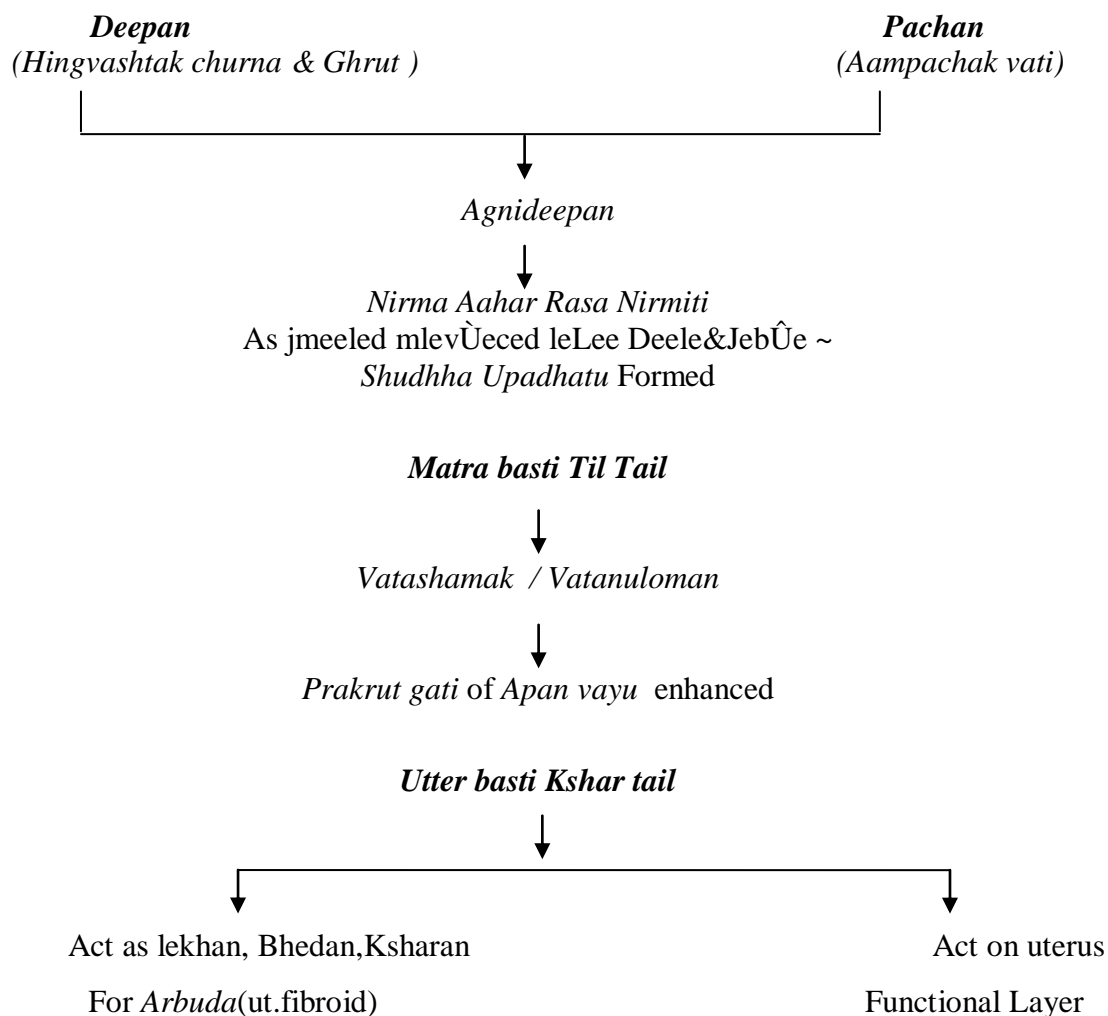 Deepan
(Hingvashtak churna & Ghrut )
Pachan
(Aampachak vati)
Agnideepan
Nirma Aahar Rasa Nirmiti
As jmeeled mlevÙeced leLee Deele&JebÛe ~
Shudhha Upadhatu Formed
Matra basti Til Tail
Vatashamak / Vatanuloman
Prakrut gati of Apan vayu enhanced
Utter basti Kshar tail
Act as lekhan, Bhedan,Ksharan
For Arbuda(ut.fibroid)
Act on uterus
Functional Layer